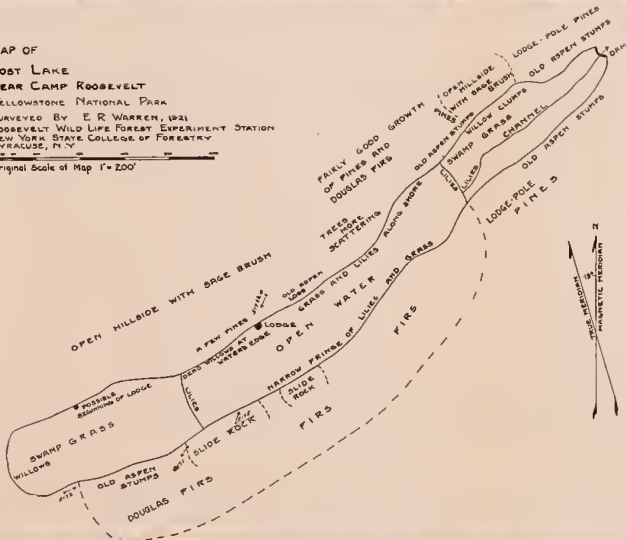 AP OF
OST LAKE
EAR CAMP ROOSEVELT
ELLOWSTONE NATIONAL PARK
URVEYED BY E R WARREN, 1921
OOSEVELT WILD LIFE FOREST EXPERIMENT STATION
EW YORK STATE COLLEGE OF FORESTRY
YRACUSE, N.Y
riginal Scale of Map 1"= 200'
LODGE-POLE PINES
DAM
OLD ASPEN STUMPS
OPEN
HILLSIDE
WITH SAGE
BRUSH
PINES
OLD ASPEN STUMPS
WILLOW CLUMPS
SWAMP GRASS
CHANNEL
OLD ASPEN STUMPS
LILIES
LILIES
LODGE-POLE
PINES
FAIRLY GOOD GROWTH
OF PINES AND
DOUGLAS FIRS
TREES
MORE
SCATTERING
GRASS AND LILIES ALONG SHORE
OLD ASPEN
LOGS
OPEN WATER
NARROW FRINGE OF LILIES AND GRASS
FIRS
N
TRUE MERIDIAN
MAGNETIC MERIDIAN
OPEN HILLSIDE WITH SAGE BRUSH
A FEW PINES
LODGE
DEAD WILLOWS AT
WATERS EDGE
SLIDE
ROCK
FIRS
POSSIBLE
BEGINNING OF LODGE
LILIES
SWAMP GRASS
WILLOWS
SLIDE ROCK
OLD ASPEN
STUMPS
DOUGLAS FIRS